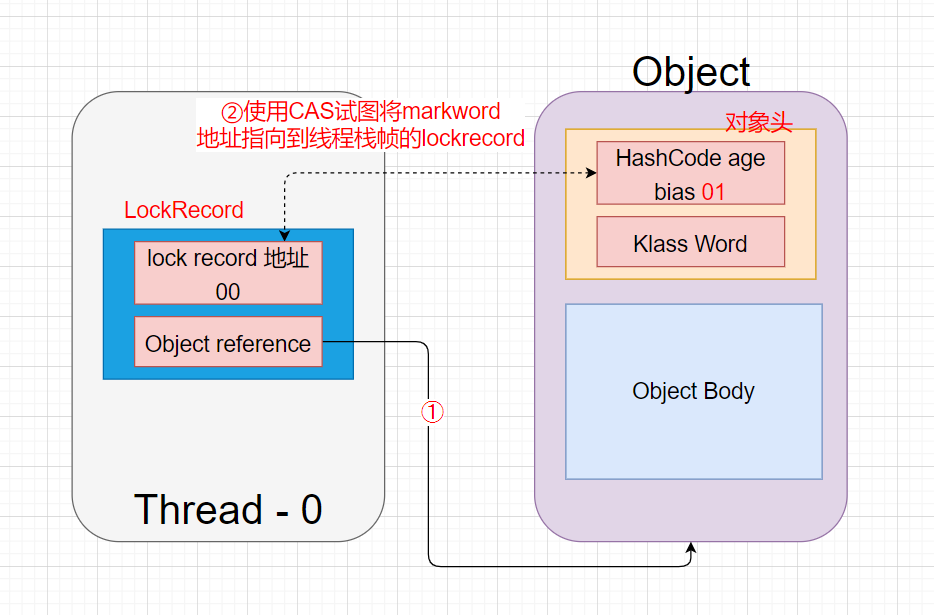 Object
②使用CAS试图将markword
地址指向到线程栈帧的lockrecord
对象头
HashCode age
bias 01
Klass Word
LockRecord
lock record 地址
00
Object reference
①
Object Body
Thread - 0